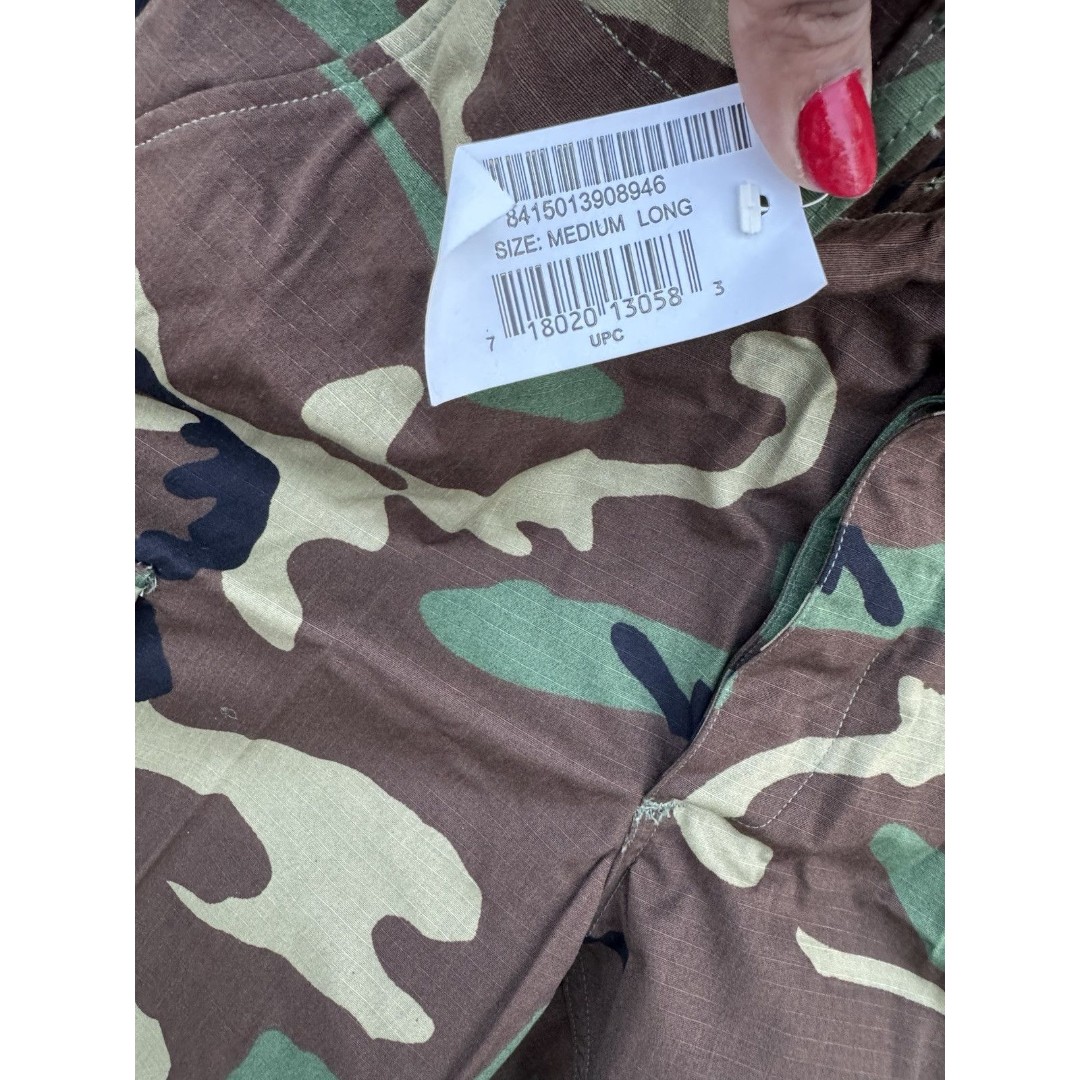 8415013908946
SIZE: MEDIUM LONG
7 18020 13058 3
UPC